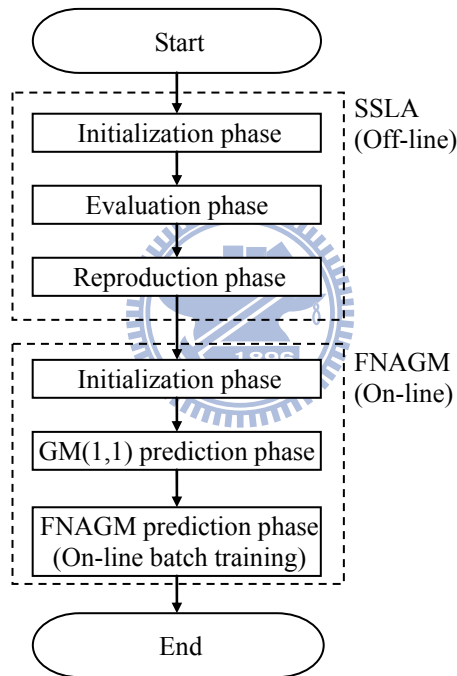 Start
SSLA
(Off-line)
Initialization phase
Evaluation phase
Reproduction phase
1896
FNAGM
(On-line)
Initialization phase
GM(1,1) prediction phase
FNAGM prediction phase
(On-line batch training)
End